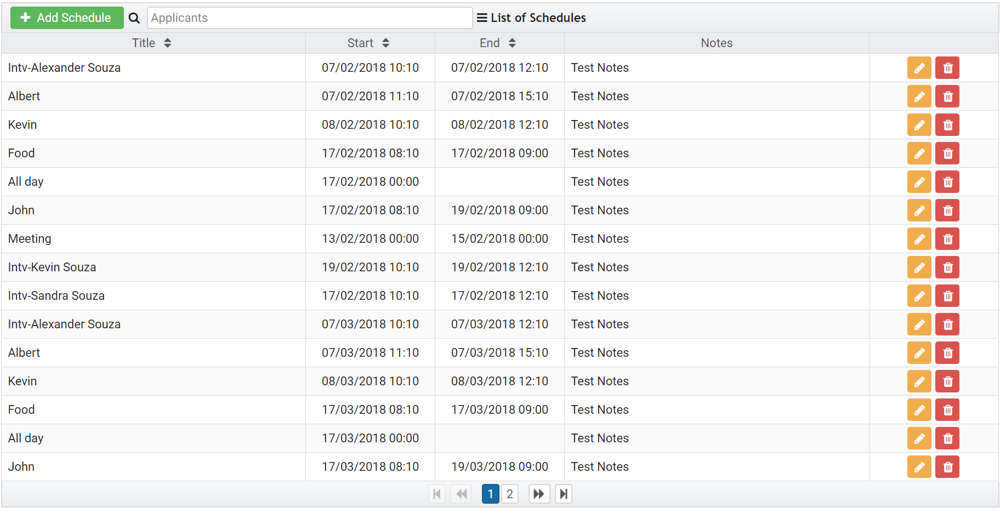 Add Schedule Applicants List of Schedules
Title Start End Notes
Intv-Alexander Souza 07/02/2018 10:10 07/02/2018 12:10 Test Notes
Albert 07/02/2018 11:10 07/02/2018 15:10 Test Notes
Kevin 08/02/2018 10:10 08/02/2018 12:10 Test Notes
Food 17/02/2018 08:10 17/02/2018 09:00 Test Notes
All day 17/02/2018 00:00 Test Notes
John 17/02/2018 08:10 19/02/2018 09:00 Test Notes
Meeting 13/02/2018 00:00 15/02/2018 00:00 Test Notes
Intv-Kevin Souza 19/02/2018 10:10 19/02/2018 12:10 Test Notes
Intv-Sandra Souza 17/02/2018 10:10 17/02/2018 12:10 Test Notes
Intv-Alexander Souza 07/03/2018 10:10 07/03/2018 12:10 Test Notes
Albert 07/03/2018 11:10 07/03/2018 15:10 Test Notes
Kevin 08/03/2018 10:10 08/03/2018 12:10 Test Notes
Food 17/03/2018 08:10 17/03/2018 09:00 Test Notes
All day 17/03/2018 00:00 Test Notes
John 17/03/2018 08:10 19/03/2018 09:00 Test Notes
1 2